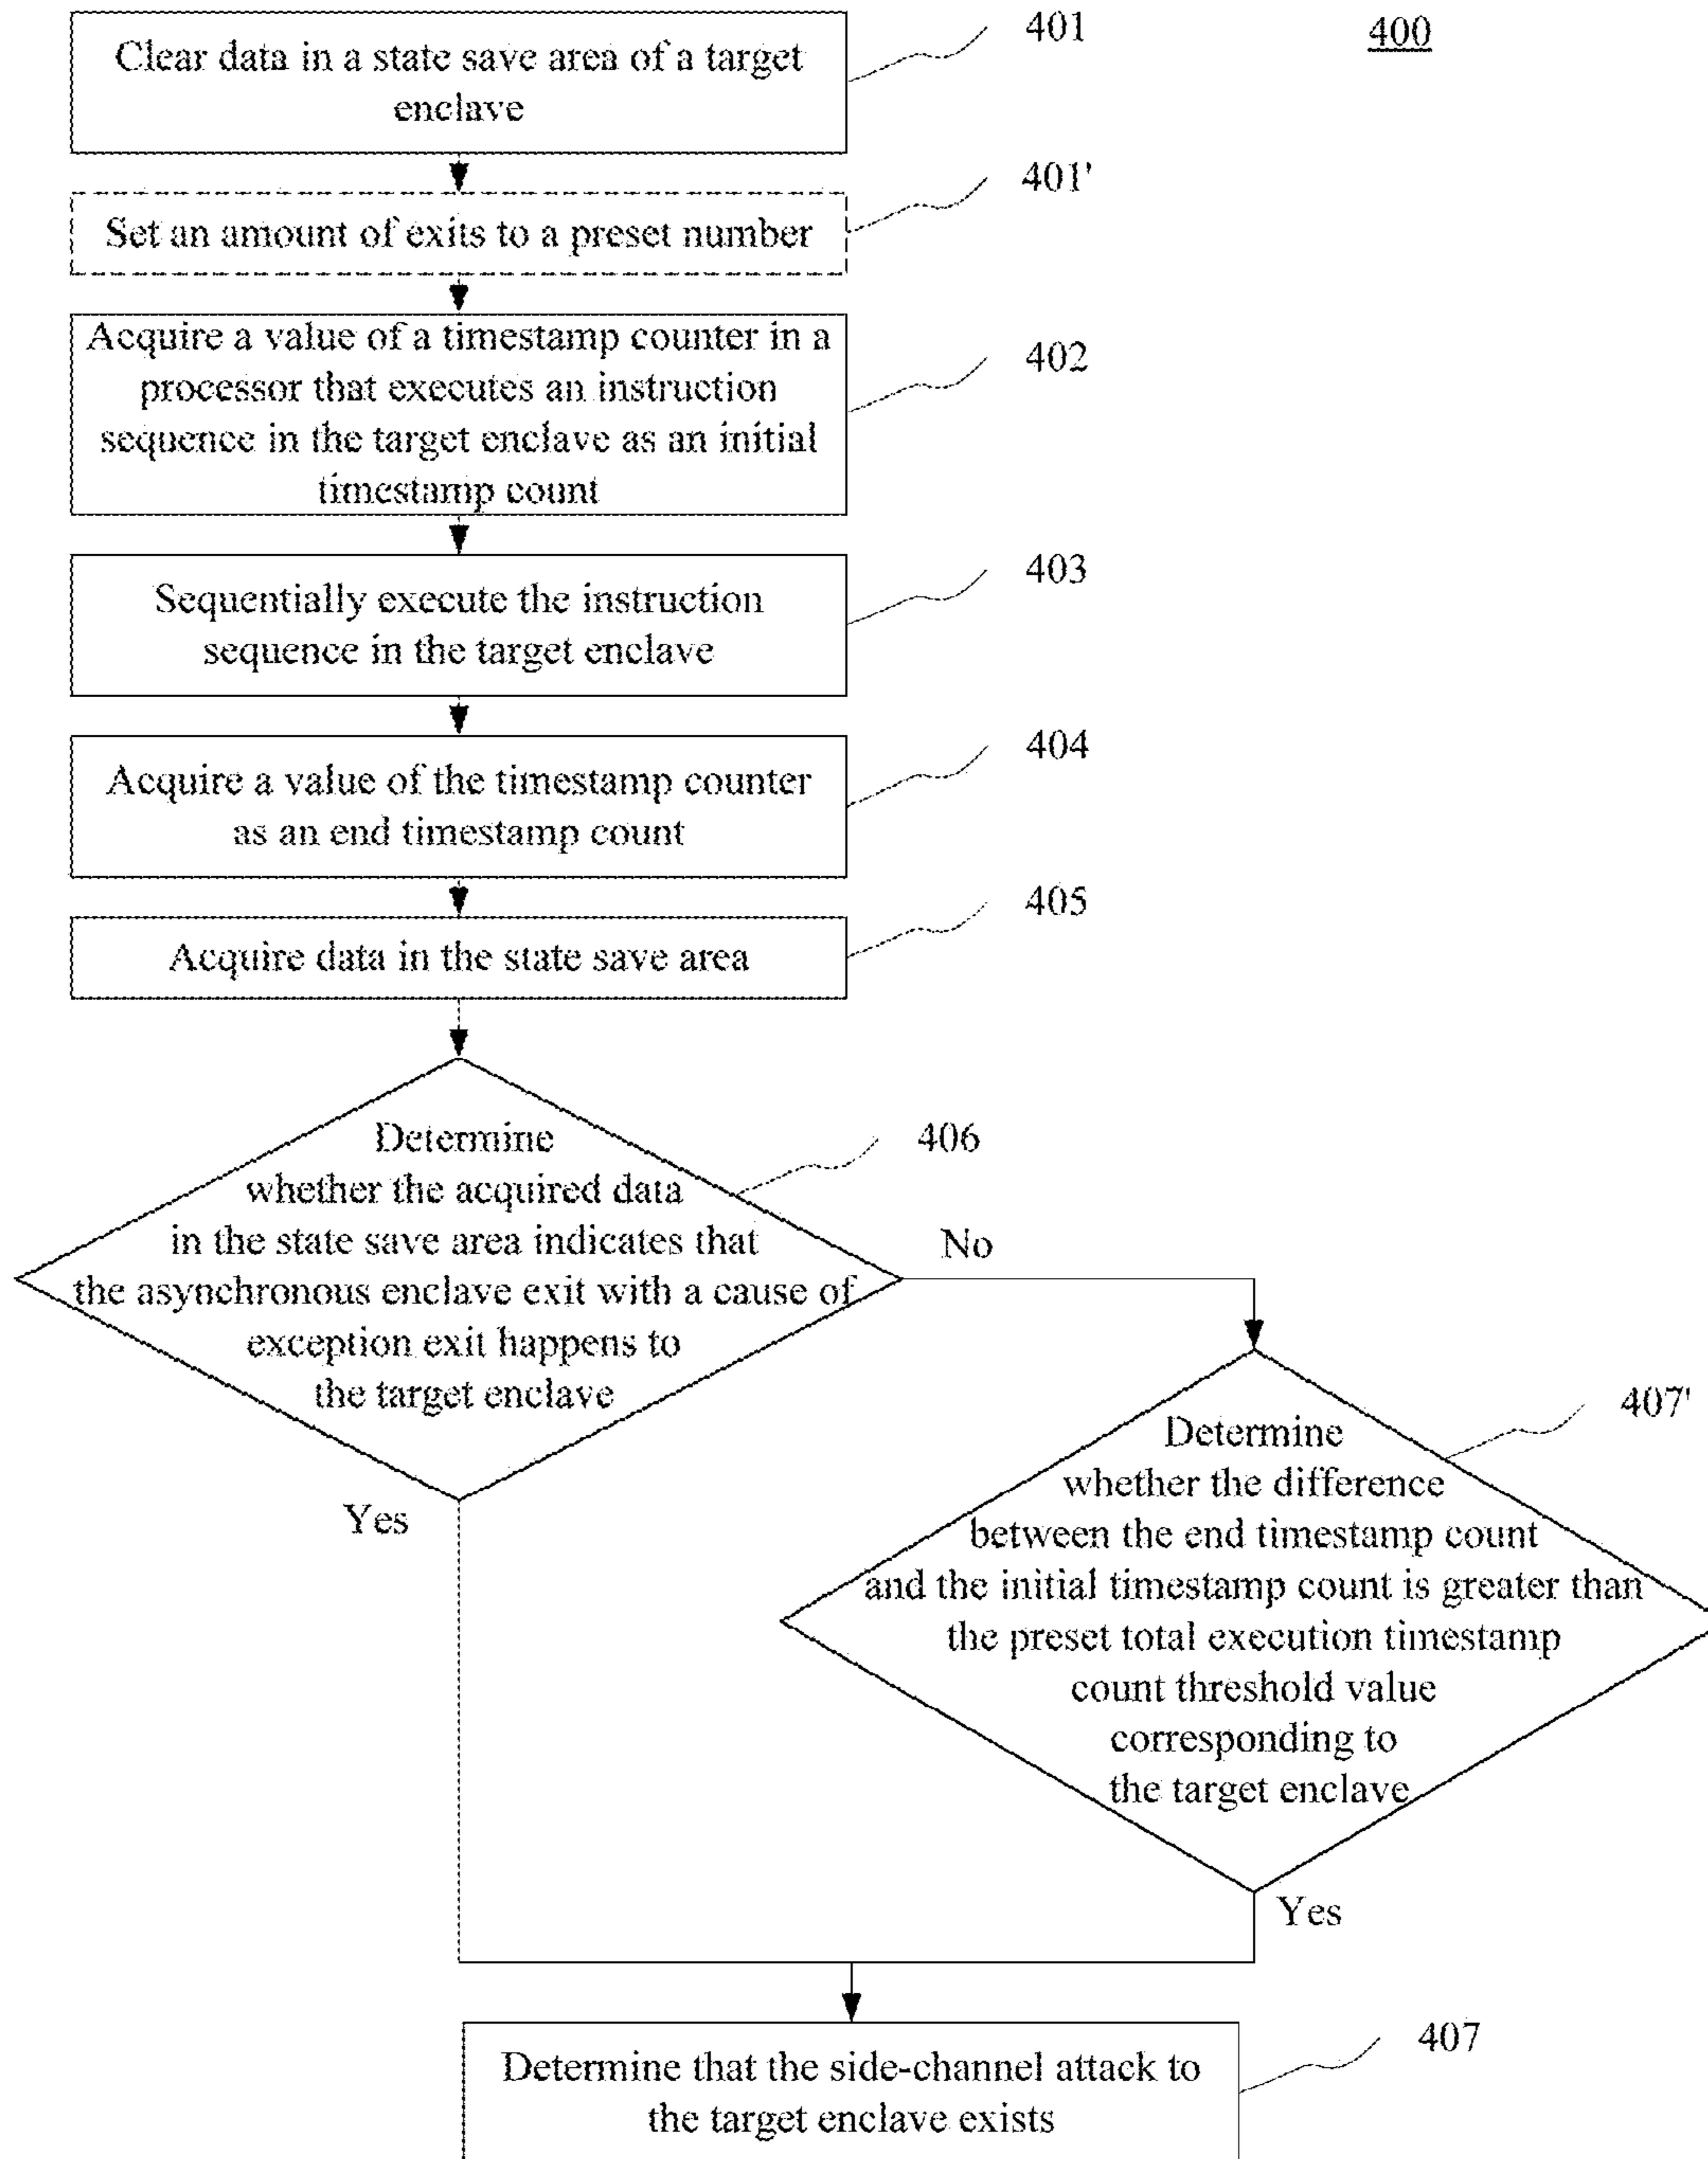 400
Clear data in a state save area of a target
enclave
401
Set an amount of exits to a preset number
401'
Acquire a value of a timestamp counter in a
processor that executes an instruction
sequence in the target enclave as an initial
timestamp count
402
Sequentially execute the instruction
sequence in the target enclave
403
Acquire a value of the timestamp counter
as an end timestamp count
404
Acquire data in the state save area
405
Determine
whether the acquired data
in the state save area indicates that
the asynchronous enclave exit with a cause of
exception exit happens to
the target enclave
406
No
Yes
Determine
whether the difference
between the end timestamp count
and the initial timestamp count is greater than
the preset total execution timestamp
count threshold value
corresponding to
the target enclave
407'
Yes
Determine that the side-channel attack to
the target enclave exists
407